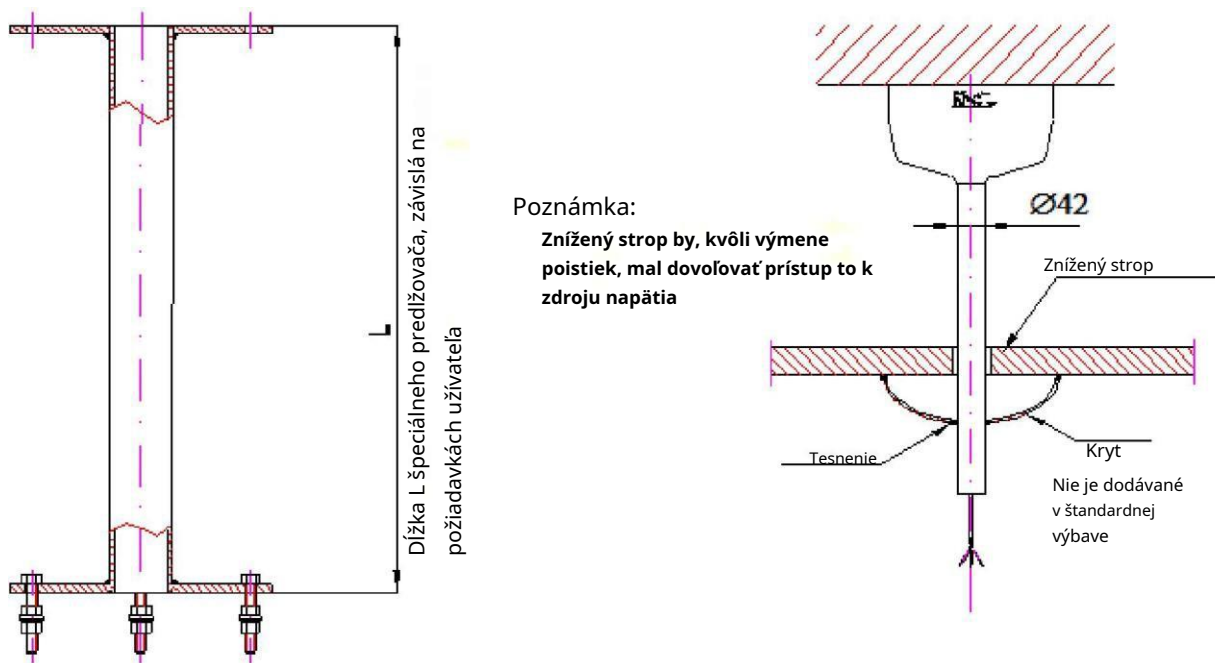 L
Dĺžka L špeciálneho predlžovača, závislá na
požiadavkách užívateľa
Poznámka:
Znížený strop by, kvôli výmene
poistiek, mal dovoľovať prístup to k
zdroju napätia
Ø42
Znížený strop
Tesnenie
Kryt
Nie je dodávané
v štandardnej
výbave